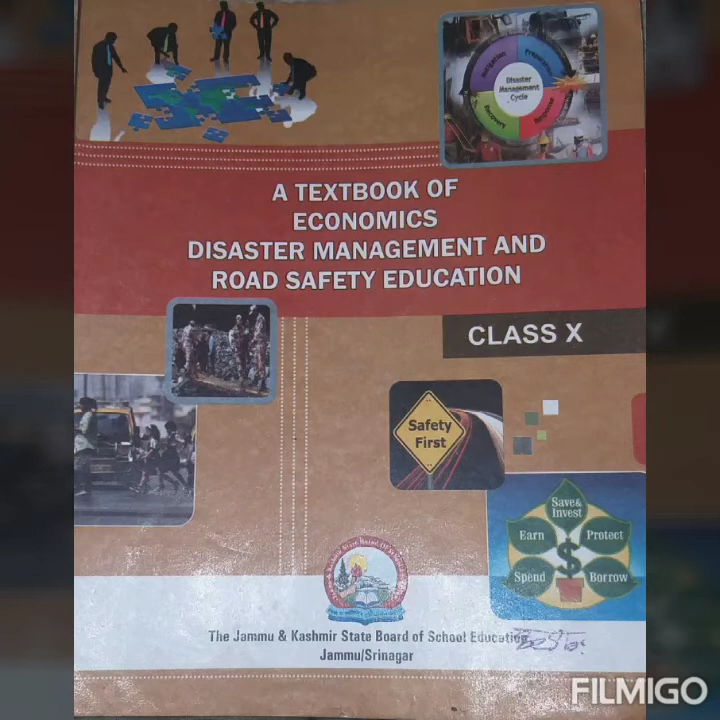 Mitigation
Preparedness
Disaster
Management
Cycle
Recovery
Response
A TEXTBOOK OF
ECONOMICS
DISASTER MANAGEMENT AND
ROAD SAFETY EDUCATION
CLASS X
Safety
First
Save &
Invest
Earn
Protect
Spend
Borrow
The Jammu & Kashmir State Board of School Education
Jammu/Srinagar
FILMIGO